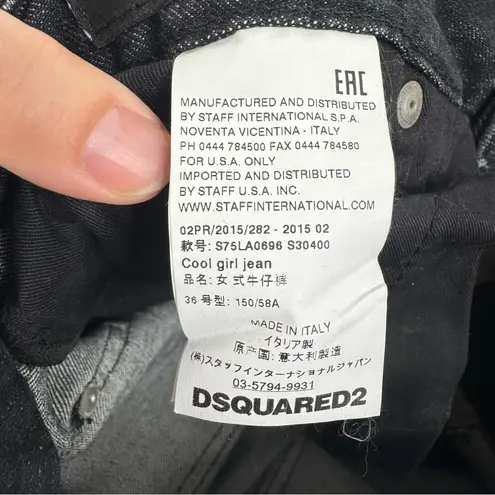 EAC
MANUFACTURED AND DISTRIBUTED
BY STAFF INTERNATIONAL S.P.A.
NOVENTA VICENTINA - ITALY
PH 0444 784500 FAX 0444 784580
FOR U.S.A. ONLY
IMPORTED AND DISTRIBUTED
BY STAFF U.S.A. INC.
WWW.STAFFINTERNATIONAL.COM
02PR/2015/282 - 2015 02
款号: S75LA0696 S30400
Cool girl jean
品名: 女式牛仔裤
36 号型: 150/58A
MADE IN ITALY
イタリア製
原产国: 意大利製造
(株)スタッフインターナショナルジャパン
03-5794-9931
DSQUARED2